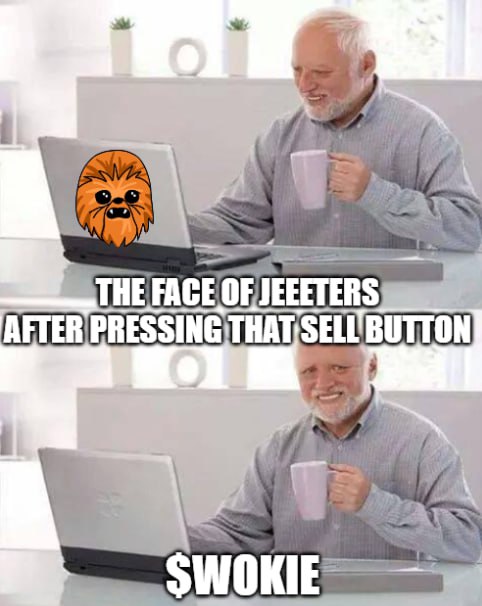 THE FACE OF JEEETERS
AFTER PRESSING THAT SELL BUTTON
$WOKIE